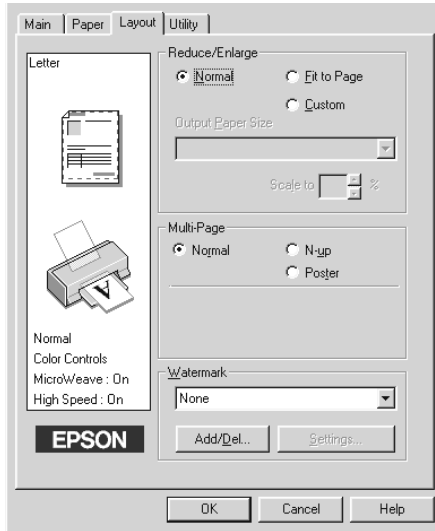 Main Paper Layout Utility
Letter
Normal
Color Controls
MicroWeave : On
High Speed : On
EPSON
Reduce/Enlarge
Normal Fit to Page
Custom
Output Paper Size
Scale to %
Multi-Page
Normal N-up
Poster
Watermark
None
Add/Del... Settings...
OK Cancel Help